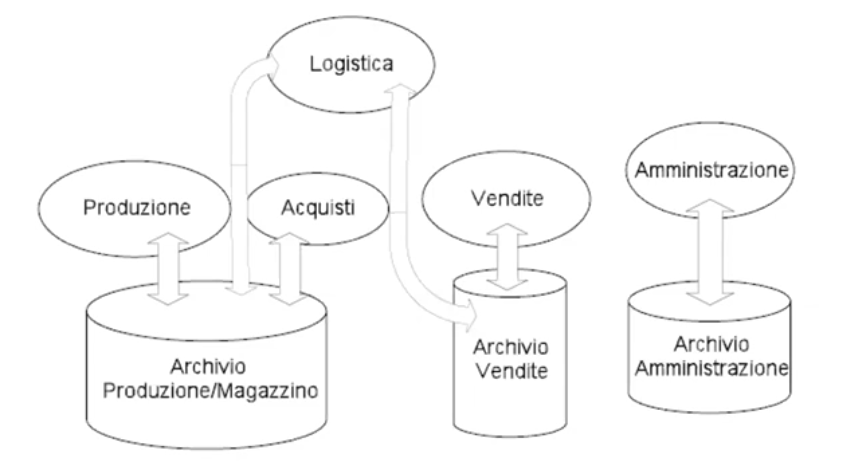 Logistica
Produzione
Acquisti
Vendite
Amministrazione
Archivio
Produzione/Magazzino
Archivio
Vendite
Archivio
Amministrazione